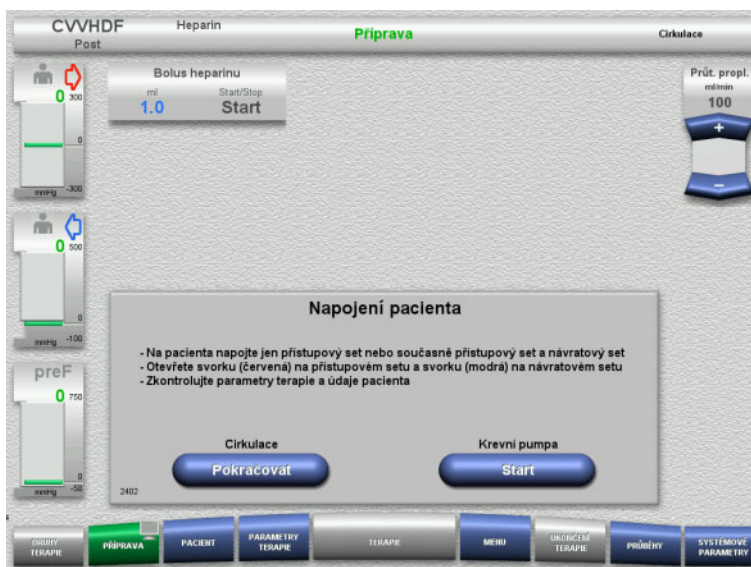 CVVHDF Heparin Příprava Cirkulace
Post
Bolus heparinu
ml Start/Stop
1.0 Start
Průt. propl.
ml/min
100
+
–
0 300
0
mmHg -300
0 500
0
mmHg -100
preF
0 750
0
mmHg -50
Napojení pacienta
- Na pacienta napojte jen přístupový set nebo současně přístupový set a návratový set
- Otevřete svorku (červená) na přístupovém setu a svorku (modrá) na návratovém setu
- Zkontrolujte parametry terapie a údaje pacienta
Cirkulace Krevní pumpa
Pokračovat Start
2402
DRUHY TERAPIE
PŘÍPRAVA
PACIENT
PARAMETRY TERAPIE
TERAPIE
MENU
UKONČENÍ TERAPIE
PRŮBĚHY
SYSTÉMOVÉ PARAMETRY